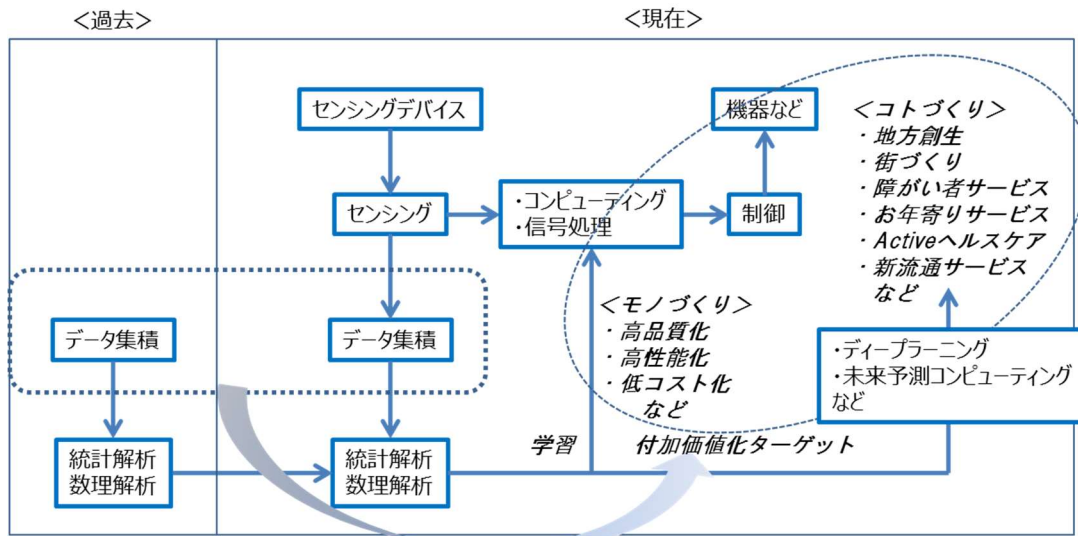 ＜過去＞
＜現在＞
センシングデバイス
機器など
＜コトづくり＞
・地方創生
・街づくり
・障がい者サービス
・お年寄りサービス
・Activeヘルスケア
・新流通サービス
など
センシング
・コンピューティング
・信号処理
制御
＜モノづくり＞
・高品質化
・高性能化
・低コスト化
など
データ集積
データ集積
・ディープラーニング
・未来予測コンピューティング
など
統計解析
数理解析
統計解析
数理解析
学習
付加価値化ターゲット